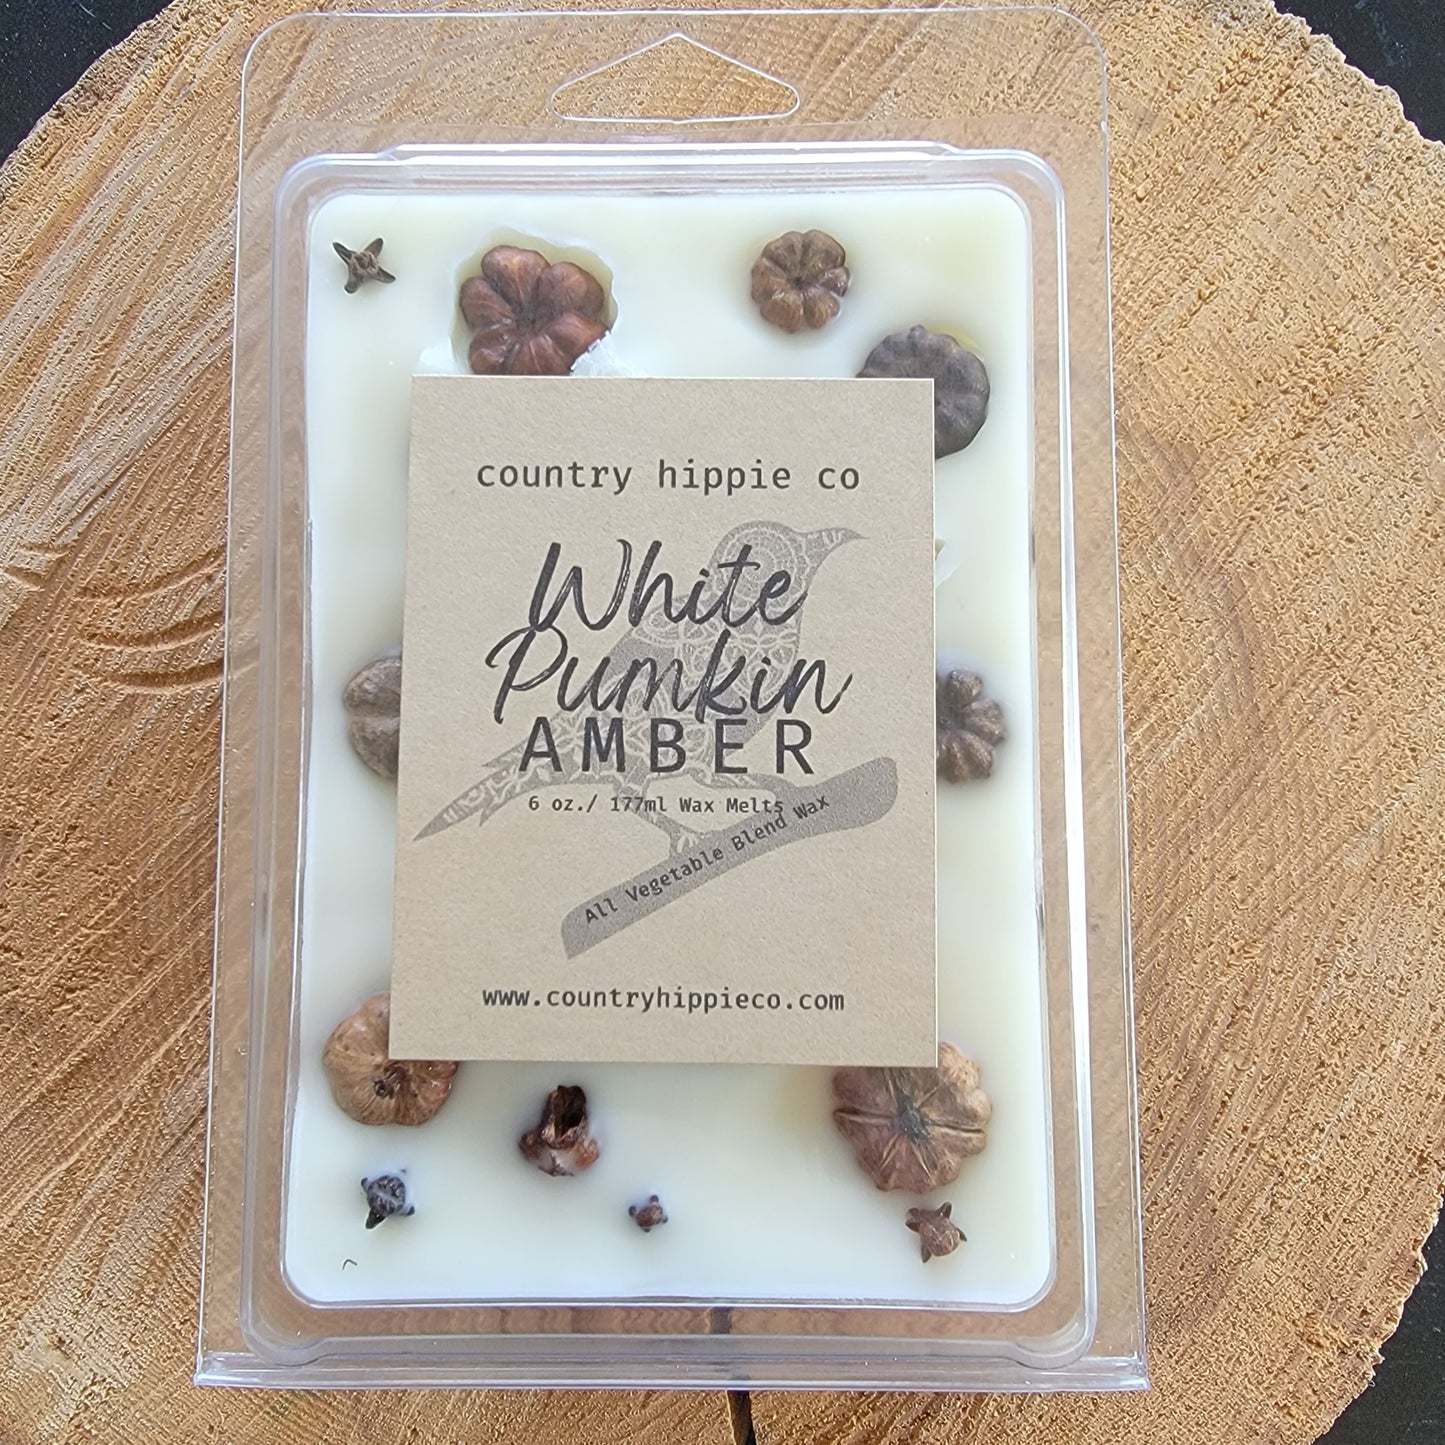 country hippie co
White
Pumkin
AMBER
6 oz./ 177ml Wax Melts
All Vegetable Blend Wax
www.countryhippieco.com